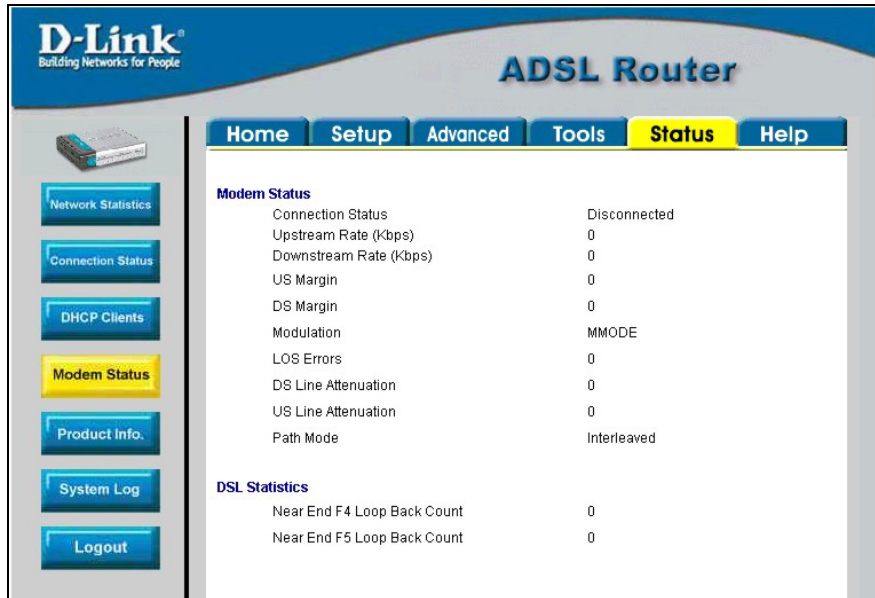 D-Link®
Building Networks for People
ADSL Router
Home Setup Advanced Tools Status Help
Network Statistics
Connection Status
DHCP Clients
Modem Status
Product Info.
System Log
Logout
Modem Status
Connection Status Disconnected
Upstream Rate (Kbps) 0
Downstream Rate (Kbps) 0
US Margin 0
DS Margin 0
Modulation MMODE
LOS Errors 0
DS Line Attenuation 0
US Line Attenuation 0
Path Mode Interleaved
DSL Statistics
Near End F4 Loop Back Count 0
Near End F5 Loop Back Count 0